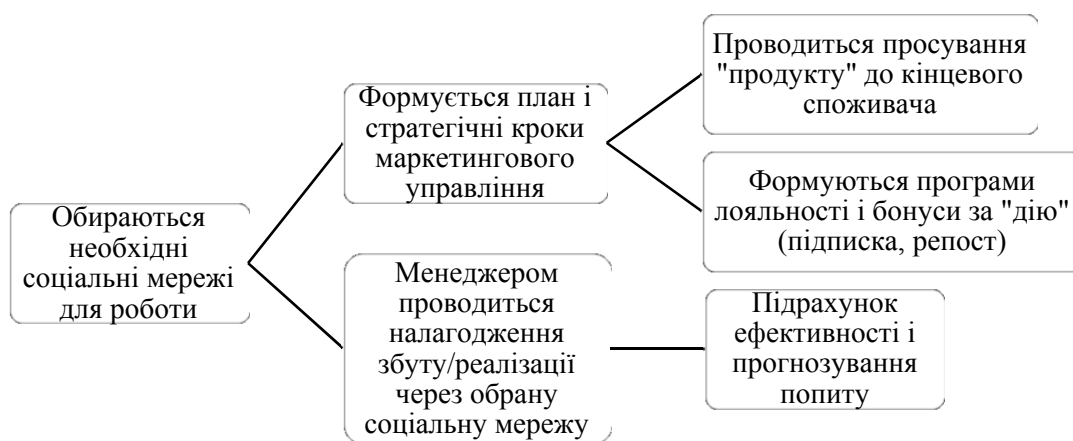 Обираються
необхідні
соціальні мережі
для роботи
Формується план і
стратегічні кроки
маркетингового
управління
Проводиться просування
"продукту" до кінцевого
споживача
Формуються програми
лояльності і бонуси за "дію"
(підписка, репост)
Менеджером
проводиться
налагодження
збуту/реалізації
через обрану
соціальну мережу
Підрахунок
ефективності і
прогнозування
попиту